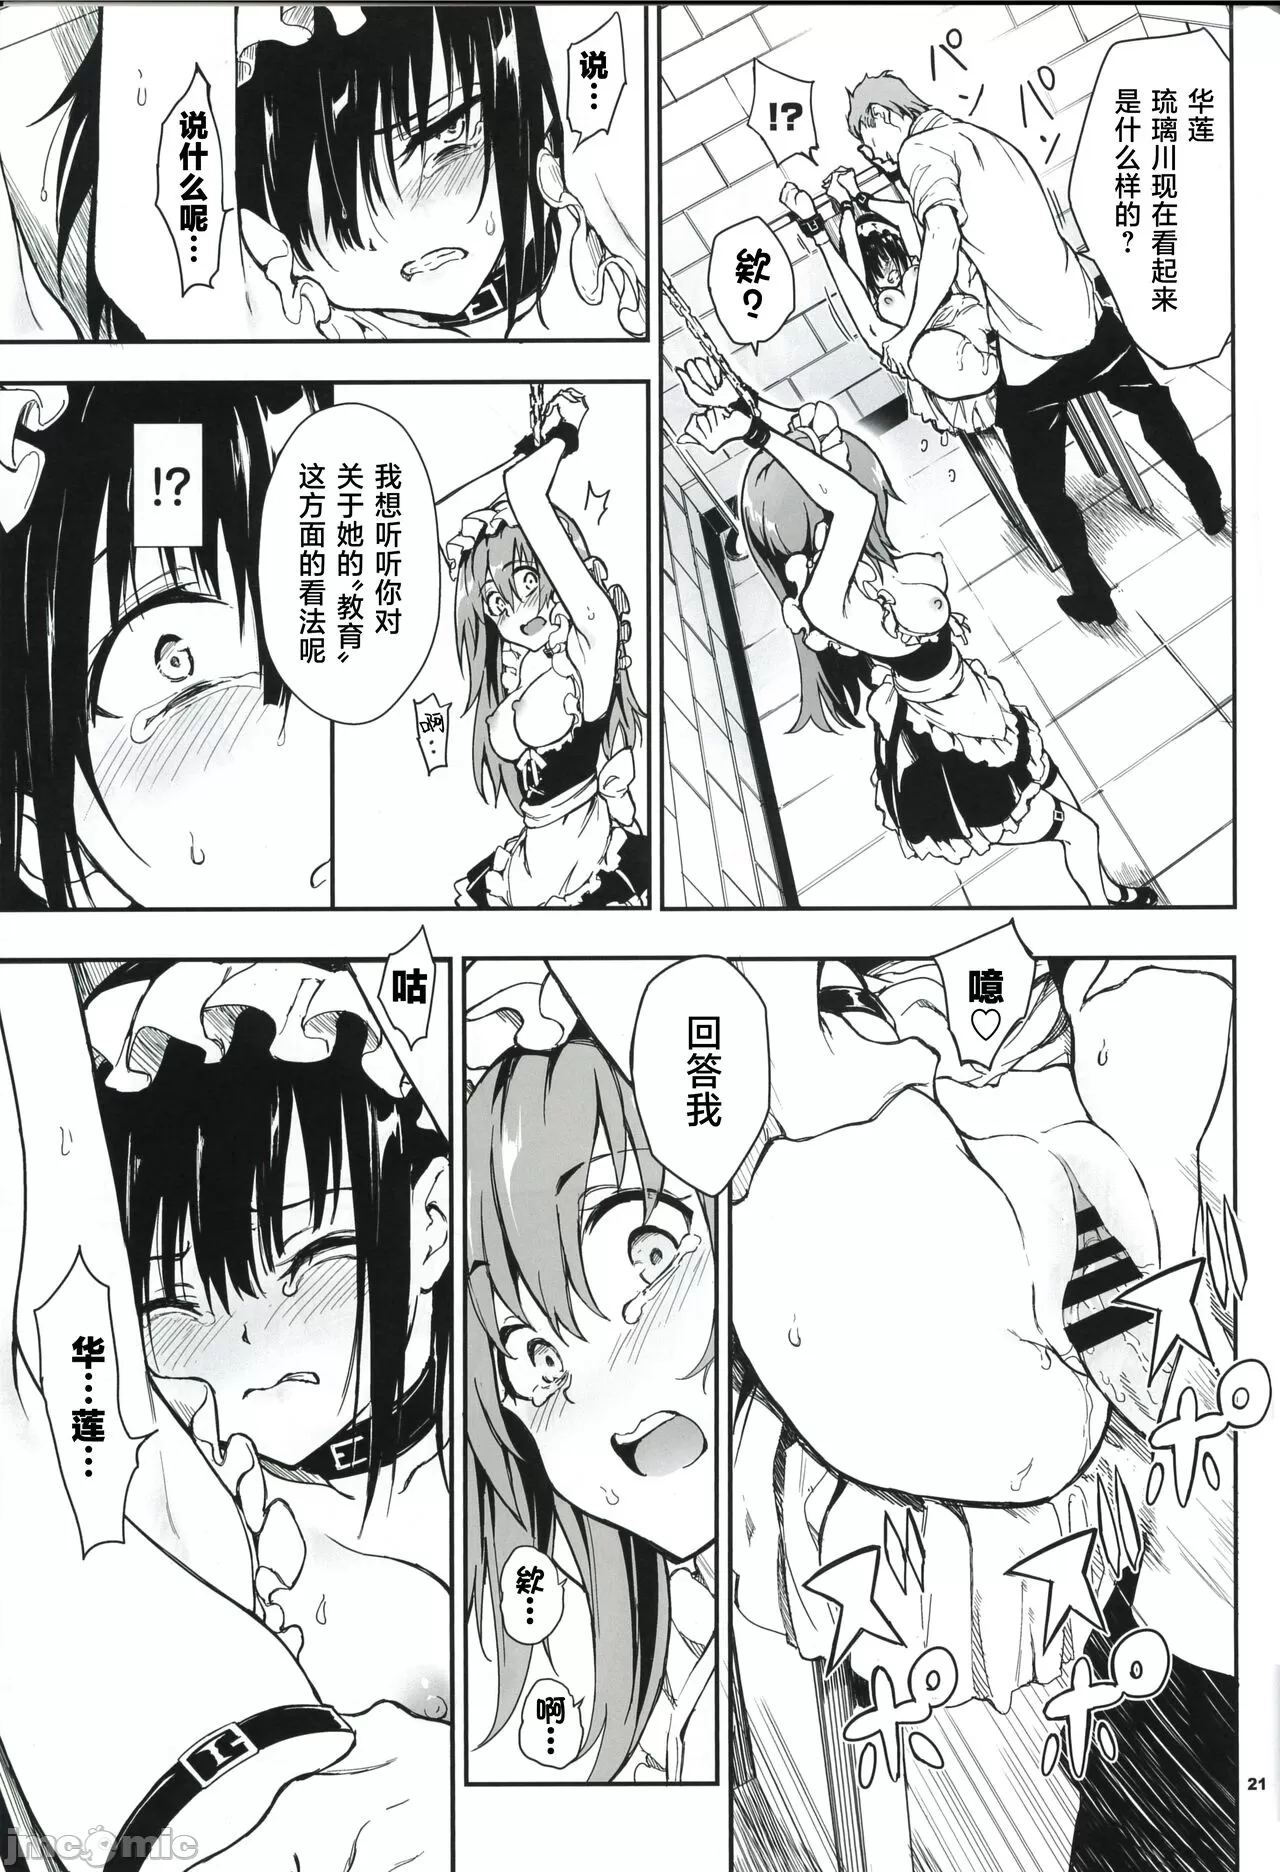 华莲
琉璃川现在看起来
是什么样的？
パンパン
!?
欸？
说…
说什么呢…
我想听听你对
关于她的“教育”
这方面的看法呢
啊…
!?
噫♡
ポポポ
回答我
欸…
啊…
咕
华…莲…
21
jmcomic